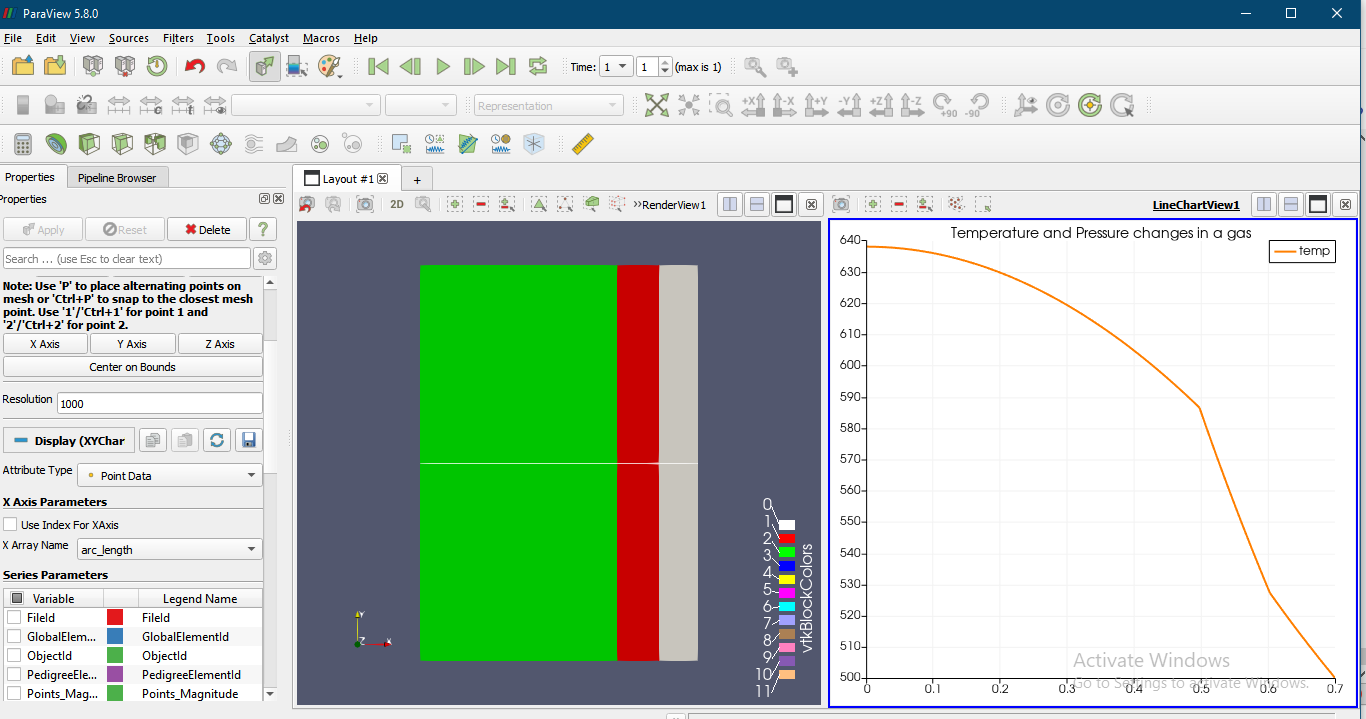 ParaView 5.8.0
File Edit View Sources Filters Tools Catalyst Macros Help
Time: 1 1 (max is 1)
Representation
+X -X +Y -Y +Z -Z +90 -90
Properties Pipeline Browser
Layout #1 +
Properties
2D >>RenderView1
LineChartView1
Apply Reset Delete ?
Search ... (use Esc to clear text)
Note: Use 'P' to place alternating points on
mesh or 'Ctrl+P' to snap to the closest mesh
point. Use '1'/'Ctrl+1' for point 1 and
'2'/'Ctrl+2' for point 2.
X Axis Y Axis Z Axis
Center on Bounds
Resolution 1000
Display (XYChar
Attribute Type Point Data
X Axis Parameters
Use Index For XAxis
X Array Name arc_length
Series Parameters
Variable Legend Name
FileId FileId
GlobalElem... GlobalElementId
ObjectId ObjectId
PedigreeEle... PedigreeElementId
Points_Mag... Points_Magnitude
Y
Z X
0
1
2
3
4
5
6
7
8
9
10
11
vtkBlockColors
Temperature and Pressure changes in a gas
temp
640
630
620
610
600
590
580
570
560
550
540
530
520
510
500
0 0.1 0.2 0.3 0.4 0.5 0.6 0.7
Activate Windows
Go to Settings to activate Windows.